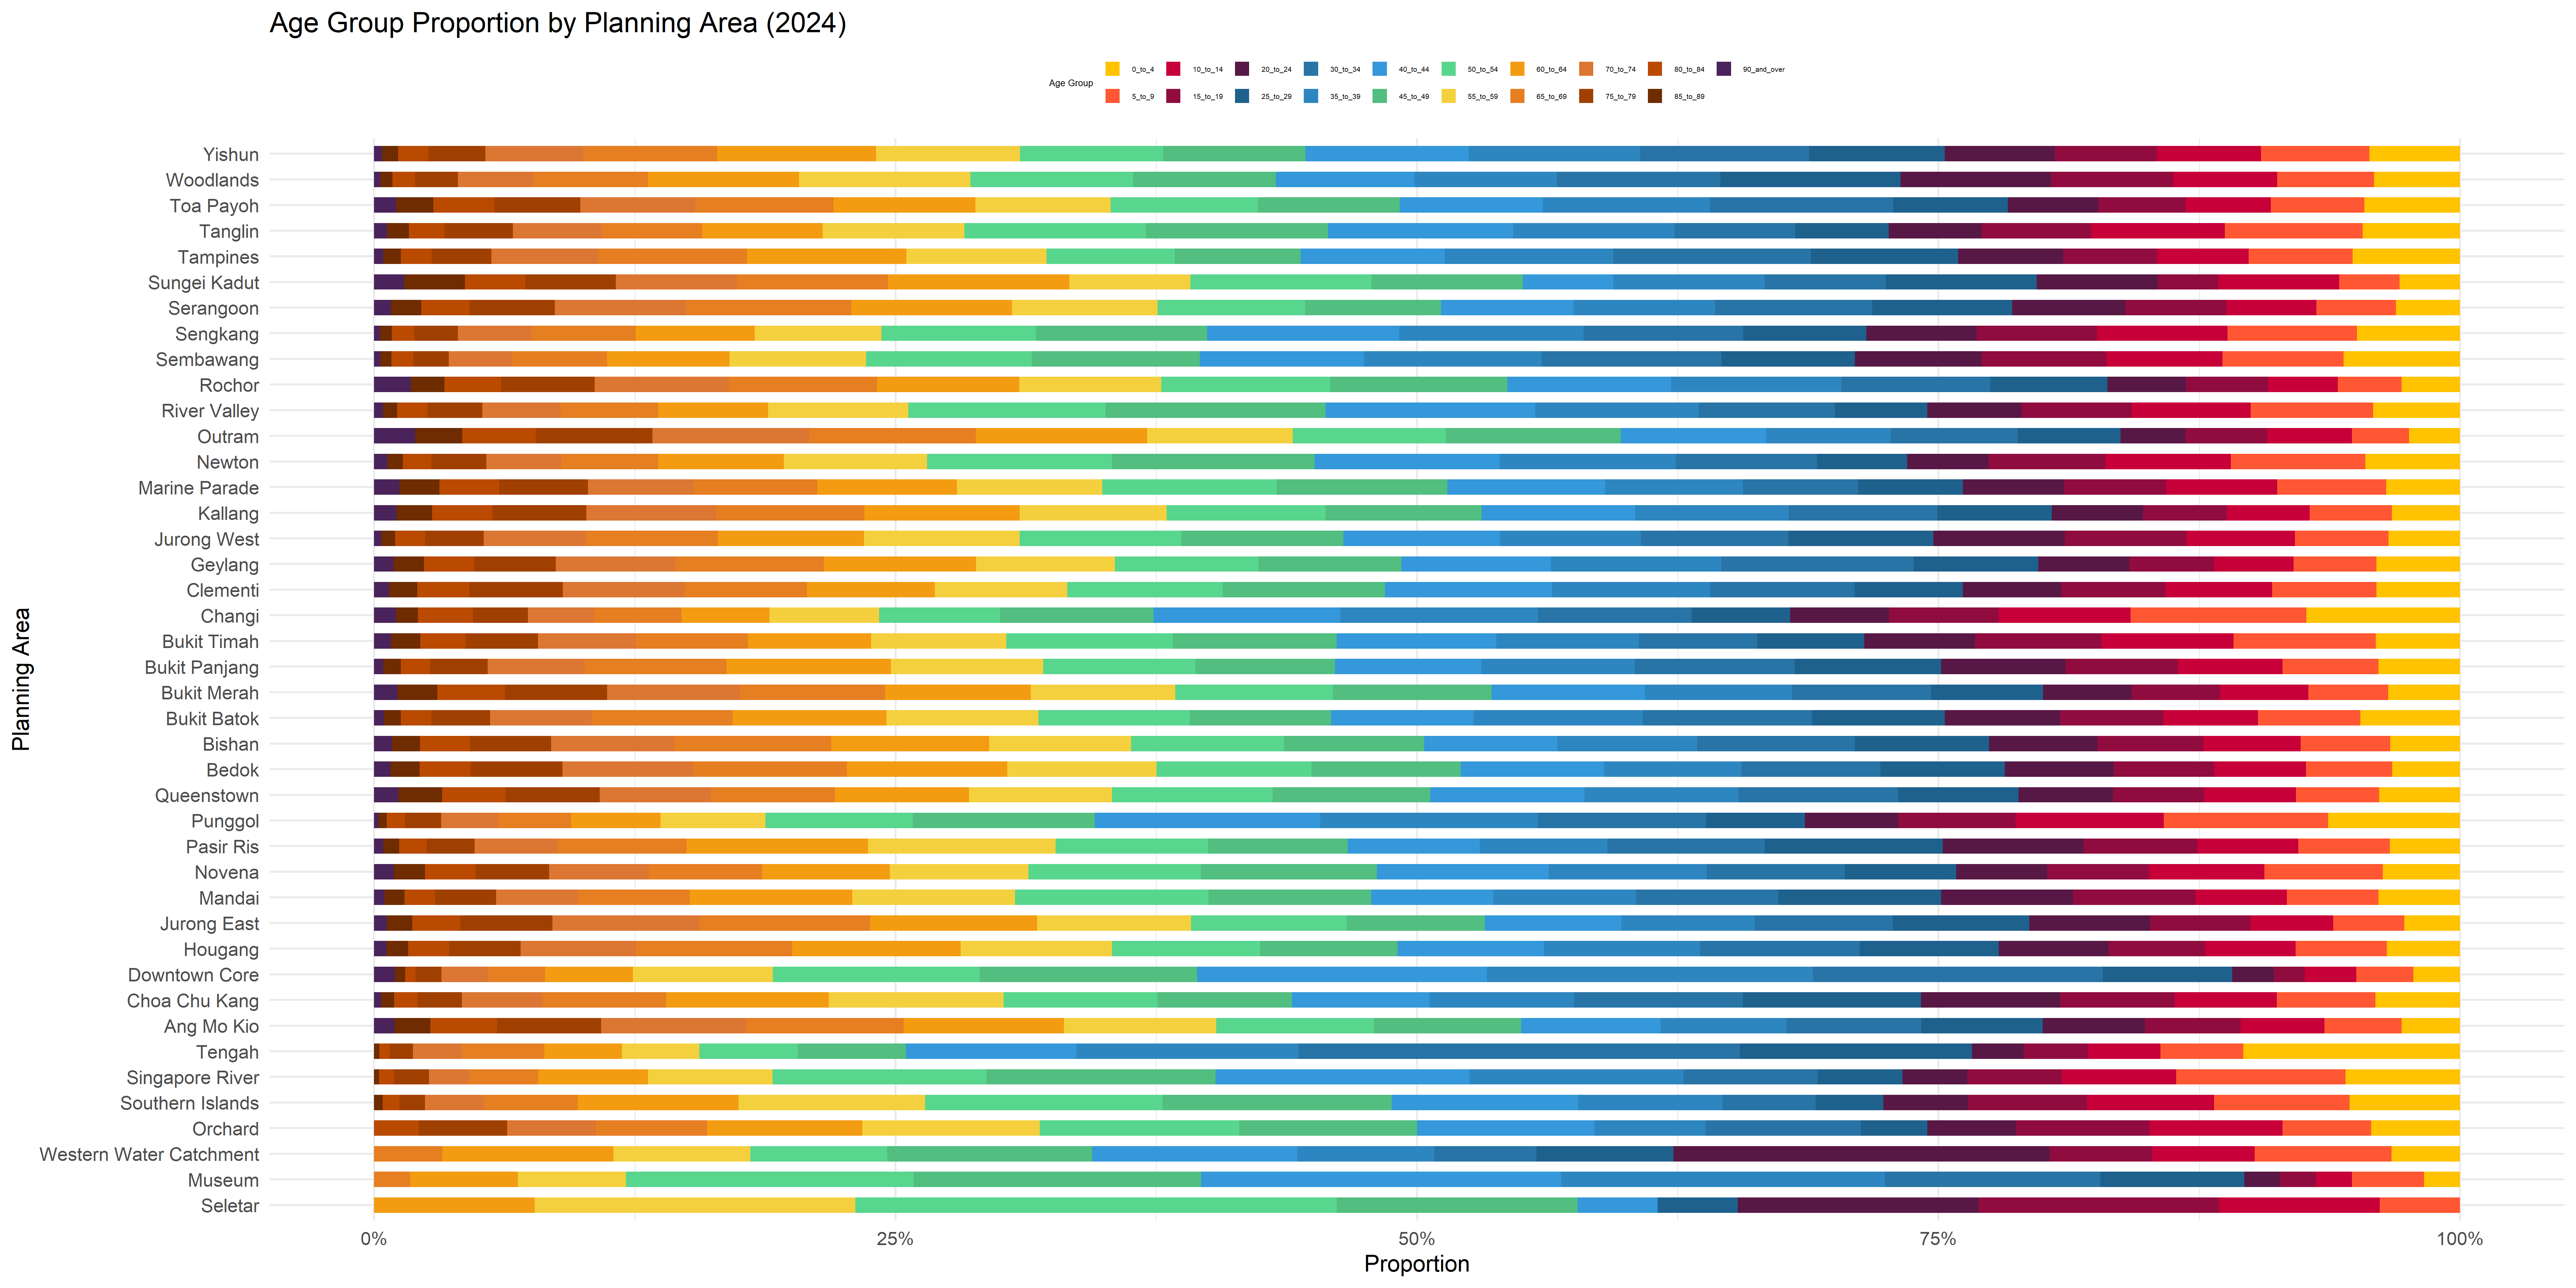 Age Group Proportion by Planning Area (2024)
Age Group
0_to_4 10_to_14 20_to_24 30_to_34 40_to_44 50_to_54 60_to_64 70_to_74 80_to_84 90_and_over
5_to_9 15_to_19 25_to_29 35_to_39 45_to_49 55_to_59 65_to_69 75_to_79 85_to_89
Planning Area
Yishun
Woodlands
Toa Payoh
Tanglin
Tampines
Sungei Kadut
Serangoon
Sengkang
Sembawang
Rochor
River Valley
Outram
Newton
Marine Parade
Kallang
Jurong West
Geylang
Clementi
Changi
Bukit Timah
Bukit Panjang
Bukit Merah
Bukit Batok
Bishan
Bedok
Queenstown
Punggol
Pasir Ris
Novena
Mandai
Jurong East
Hougang
Downtown Core
Choa Chu Kang
Ang Mo Kio
Tengah
Singapore River
Southern Islands
Orchard
Western Water Catchment
Museum
Seletar
0% 25% 50% 75% 100%
Proportion